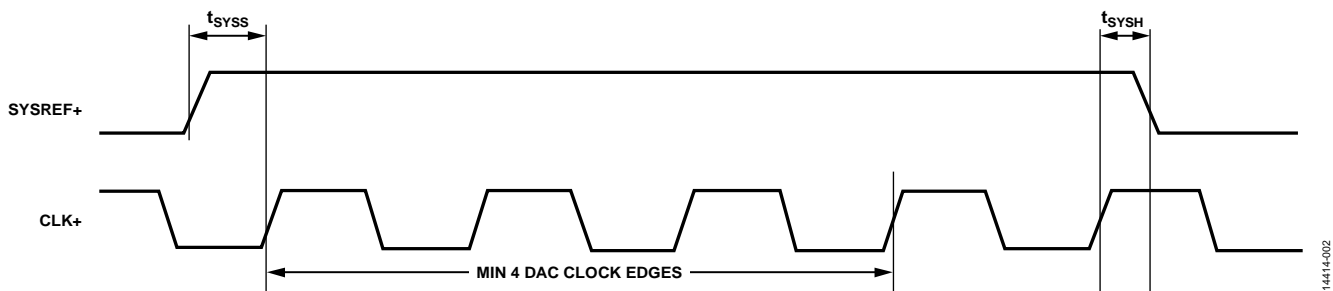 tSYSS
tSYSH
SYSREF+
CLK+
MIN 4 DAC CLOCK EDGES
14414-002